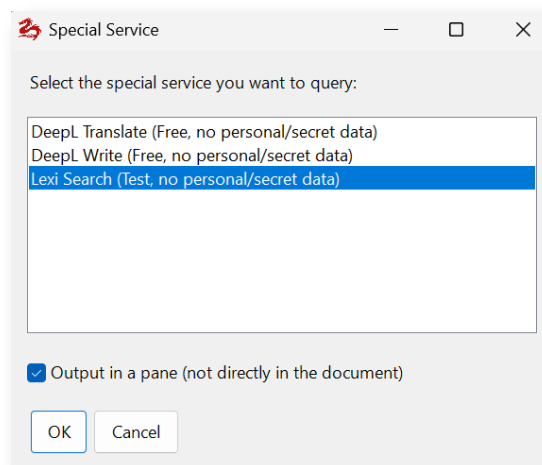 Special Service
Select the special service you want to query:
DeepL Translate (Free, no personal/secret data)
DeepL Write (Free, no personal/secret data)
Lexi Search (Test, no personal/secret data)
Output in a pane (not directly in the document)
OK Cancel